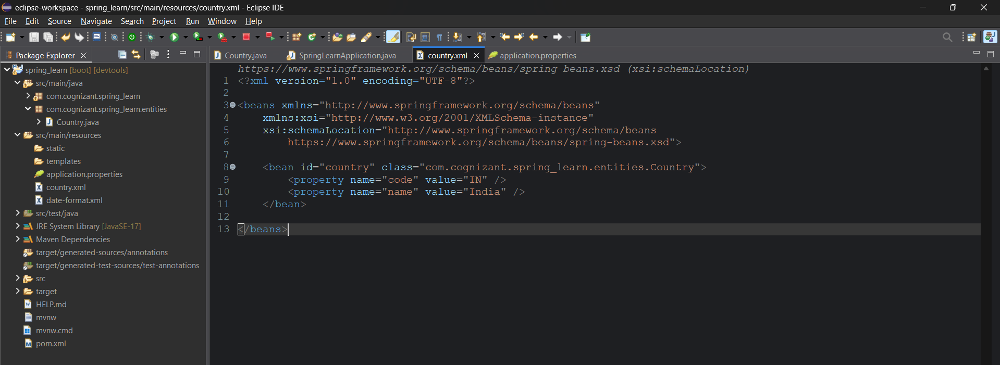 eclipse-workspace - spring_learn/src/main/resources/country.xml - Eclipse IDE
File Edit Source Navigate Search Project Run Window Help
Package Explorer
spring_learn [boot] [devtools]
src/main/java
com.cognizant.spring_learn
com.cognizant.spring_learn.entities
Country.java
src/main/resources
static
templates
application.properties
country.xml
date-format.xml
src/test/java
JRE System Library [JavaSE-17]
Maven Dependencies
target/generated-sources/annotations
target/generated-test-sources/test-annotations
src
target
HELP.md
mvnw
mvnw.cmd
pom.xml
Country.java SpringLearnApplication.java country.xml application.properties
https://www.springframework.org/schema/beans/spring-beans.xsd (xsi:schemaLocation)
1 <?xml version="1.0" encoding="UTF-8"?>
2
3 <beans xmlns="http://www.springframework.org/schema/beans"
4 xmlns:xsi="http://www.w3.org/2001/XMLSchema-instance"
5 xsi:schemaLocation="http://www.springframework.org/schema/beans
6 https://www.springframework.org/schema/beans/spring-beans.xsd">
7
8 <bean id="country" class="com.cognizant.spring_learn.entities.Country">
9 <property name="code" value="IN" />
10 <property name="name" value="India" />
11 </bean>
12
13 </beans>